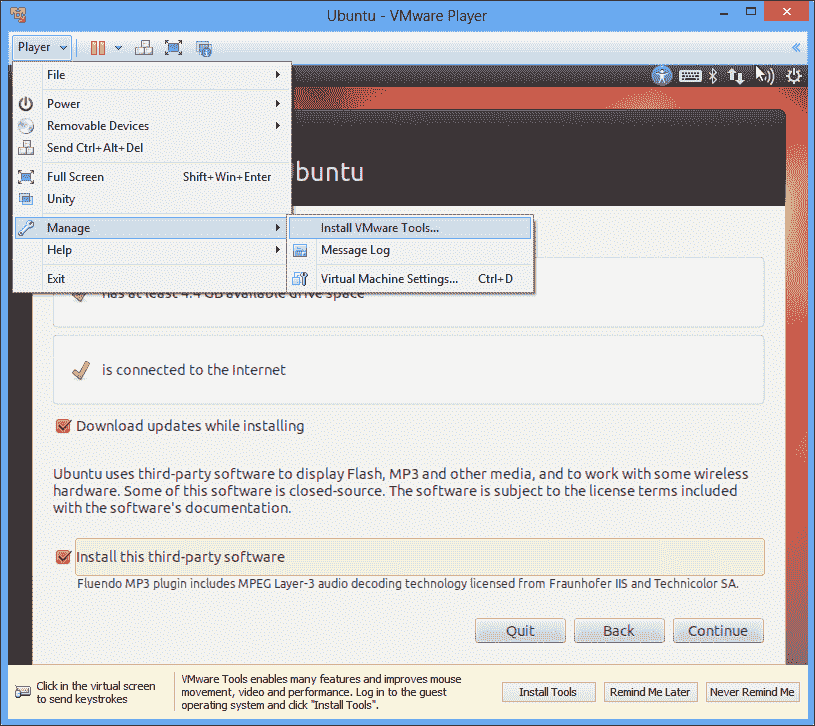 Ubuntu - VMware Player
Player
File
Power
Removable Devices
Send Ctrl+Alt+Del
Full Screen Shift+Win+Enter
Unity
Manage
Help
Exit
Install VMware Tools...
Message Log
Virtual Machine Settings... Ctrl+D
buntu
has at least 4.4 GB available drive space
is connected to the Internet
Download updates while installing
Ubuntu uses third-party software to display Flash, MP3 and other media, and to work with some wireless
hardware. Some of this software is closed-source. The software is subject to the license terms included
with the software's documentation.
Install this third-party software
Fluendo MP3 plugin includes MPEG Layer-3 audio decoding technology licensed from Fraunhofer IIS and Technicolor SA.
Quit Back Continue
Click in the virtual screen
to send keystrokes
VMware Tools enables many features and improves mouse
movement, video and performance. Log in to the guest
operating system and click "Install Tools".
Install Tools Remind Me Later Never Remind Me